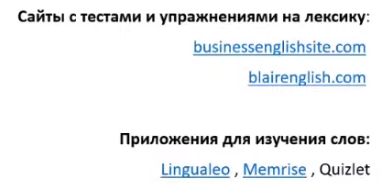 Сайты с тестами и упражнениями на лексику:
businessenglishsite.com
blairenglish.com
Приложения для изучения слов:
Lingualeo , Memrise , Quizlet